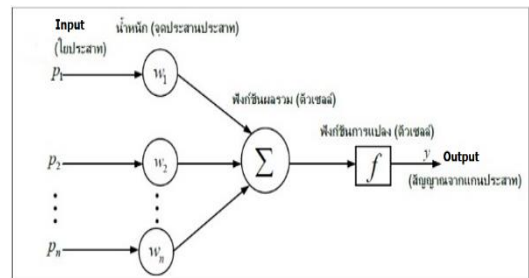 Input น้ำหนัก (จุดประสานประสาท)
(ใยประสาท)
p₁ w₁
ฟังก์ชันผลรวม (ตัวเซลล์)
ฟังก์ชันการแปลง (ตัวเซลล์)
p₂ w₂ Σ f y Output
(สัญญาณจากแกนประสาท)
pₙ wₙ